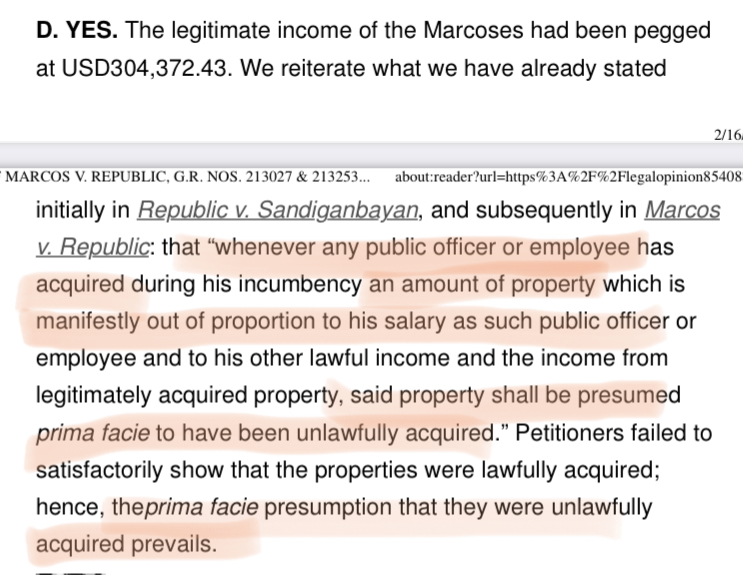 D. YES. The legitimate income of the Marcoses had been pegged
at USD304,372.43. We reiterate what we have already stated
2/16
MARCOS V. REPUBLIC, G.R. NOS. 213027 & 213253... about:reader?url=https%3A%2F%2Flegalopinion85408
initially in Republic v. Sandiganbayan, and subsequently in Marcos
v. Republic: that “whenever any public officer or employee has
acquired during his incumbency an amount of property which is
manifestly out of proportion to his salary as such public officer or
employee and to his other lawful income and the income from
legitimately acquired property, said property shall be presumed
prima facie to have been unlawfully acquired.” Petitioners failed to
satisfactorily show that the properties were lawfully acquired;
hence, theprima facie presumption that they were unlawfully
acquired prevails.